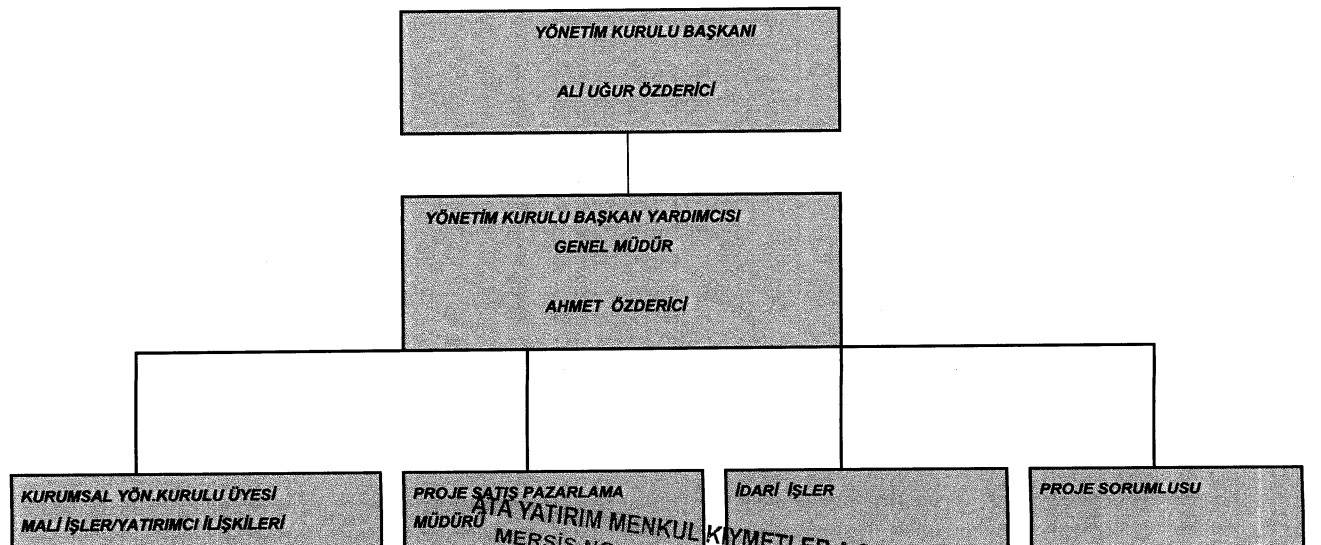 YÖNETİM KURULU BAŞKANI
ALİ UĞUR ÖZDERİCİ
YÖNETİM KURULU BAŞKAN YARDIMCISI
GENEL MÜDÜR
AHMET ÖZDERİCİ
KURUMSAL YÖN.KURULU ÜYESİ
MALİ İŞLER/YATIRIMCI İLİŞKİLERİ
PROJE SATIŞ PAZARLAMA
MÜDÜRÜ
İDARİ İŞLER
PROJE SORUMLUSU
ATA YATIRIM MENKUL KIYMETLER
MERSİS